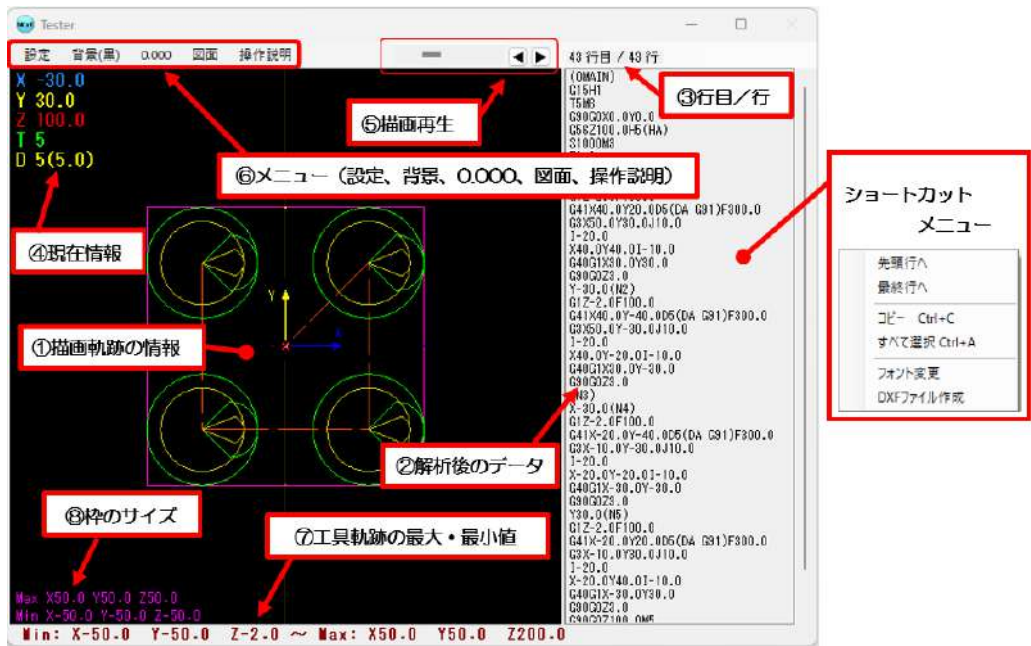 Tester
設定 背景(黒) 0.000 図面 操作説明
43 行目 / 43 行
X -30.0
Y 30.0
Z 100.0
T 5
D 5(5.0)
③行目／行
⑤描画再生
⑥メニュー（設定、背景、0.000、図面、操作説明）
④現在情報
①描画軌跡の情報
Y
②解析後のデータ
⑧枠のサイズ
⑦工具軌跡の最大・最小値
Max X50.0 Y50.0 Z50.0
Min X-50.0 Y-50.0 Z-50.0
Min: X-50.0 Y-50.0 Z-2.0 ～ Max: X50.0 Y50.0 Z200.0
(OMAIN)
G15H1
T5M6
G90G0X0.0Y0.0
G56Z100.0H5(HA)
S1000M3
G41X40.0Y20.0D5(DA G91)F300.0
G3X50.0Y30.0J10.0
I-20.0
X40.0Y40.0I-10.0
G40G1X30.0Y30.0
G90G0Z3.0
Y-30.0(N2)
G1Z-2.0F100.0
G41X40.0Y-40.0D5(DA G91)F300.0
G3X50.0Y-30.0J10.0
I-20.0
X40.0Y-20.0I-10.0
G40G1X30.0Y-30.0
G90G0Z3.0
(N3)
X-30.0(N4)
G1Z-2.0F100.0
G41X-20.0Y-40.0D5(DA G91)F300.0
G3X-10.0Y-30.0J10.0
I-20.0
X-20.0Y-20.0I-10.0
G40G1X-30.0Y-30.0
G90G0Z3.0
Y30.0(N5)
G1Z-2.0F100.0
G41X-20.0Y20.0D5(DA G91)F300.0
G3X-10.0Y30.0J10.0
I-20.0
X-20.0Y40.0I-10.0
G40G1X-30.0Y30.0
G90G0Z3.0
G90G0Z100.0M5
ショートカット
メニュー
先頭行へ
最終行へ
コピー Ctrl+C
すべて選択 Ctrl+A
フォント変更
DXFファイル作成